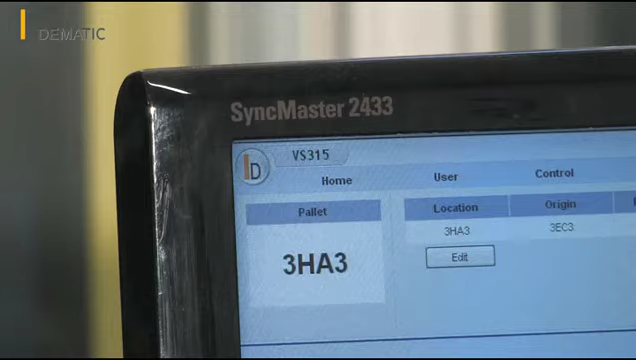 DEMATIC
SyncMaster 2433
D
VS315
Home User Control
Pallet
Location Origin
3HA3
3HA3 3EC3
Edit